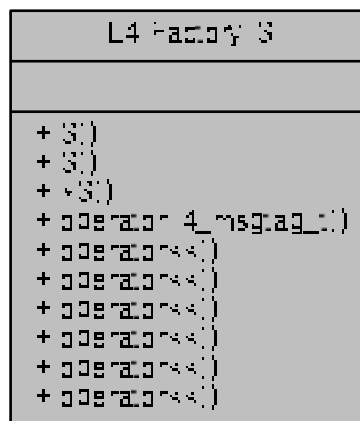 L4::Factory::S
+ S()
+ S()
+ ~S()
+ operator l4_msgtag_t()
+ operator<<()
+ operator<<()
+ operator<<()
+ operator<<()
+ operator<<()
+ operator<<()